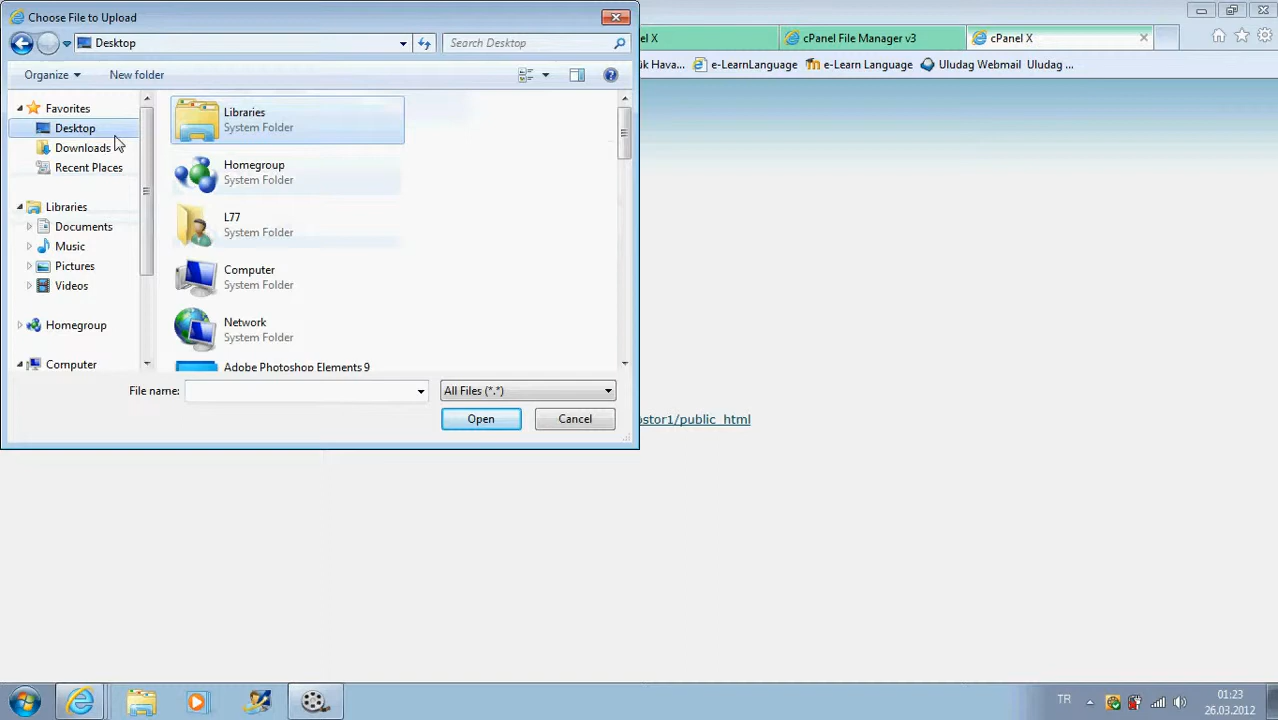 Choose File to Upload
Desktop
Search Desktop
Organize
New folder
Favorites
Desktop
Downloads
Recent Places
Libraries
Documents
Music
Pictures
Videos
Homegroup
Computer
Libraries
System Folder
Homegroup
System Folder
L77
System Folder
Computer
System Folder
Network
System Folder
Adobe Photoshop Elements 9
File name:
All Files (*.*)
Open
Cancel
el X
cPanel File Manager v3
cPanel X
ük Hava...
e-LearnLanguage
e-Learn Language
Uludag Webmail Uludag ...
ostor1/public_html
TR
01:23
26.03.2012